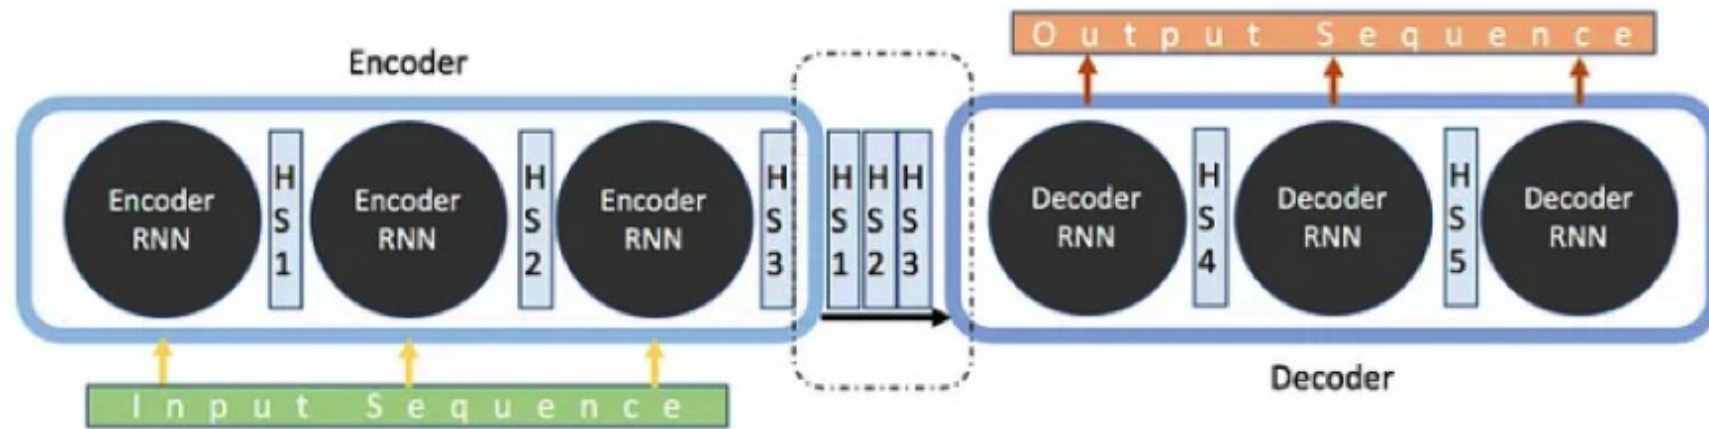 Output Sequence
Encoder
Encoder
RNN
HS1
Encoder
RNN
HS2
Encoder
RNN
HS3
HS1
HS2
HS3
Decoder
RNN
HS4
Decoder
RNN
HS5
Decoder
RNN
Decoder
Input Sequence